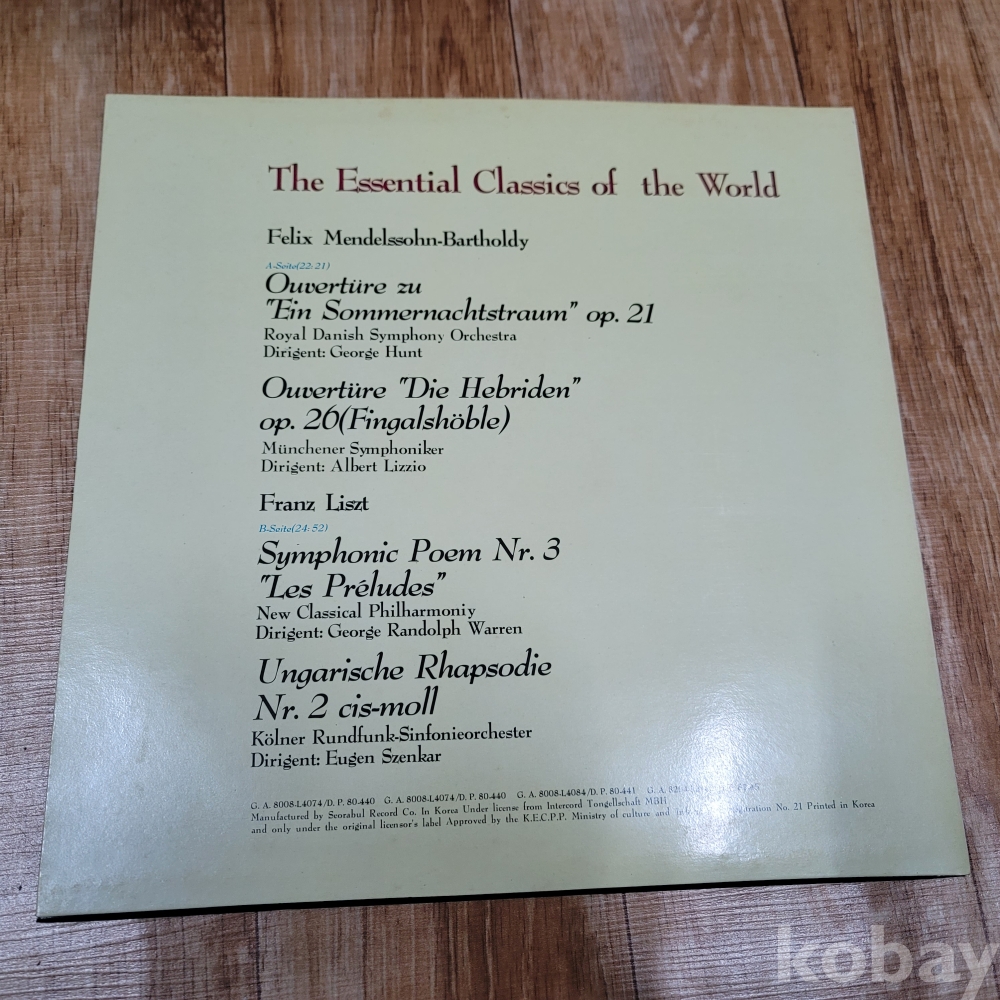 The Essential Classics of the World
Felix Mendelssohn-Bartholdy
A-Seite(22:21)
Ouvertüre zu
"Ein Sommernachtstraum" op. 21
Royal Danish Symphony Orchestra
Dirigent: George Hunt
Ouvertüre "Die Hebriden"
op. 26(Fingalshöble)
Münchener Symphoniker
Dirigent: Albert Lizzio
Franz Liszt
B-Seite(24:52)
Symphonic Poem Nr. 3
"Les Préludes"
New Classical Philharmoniy
Dirigent: George Randolph Warren
Ungarische Rhapsodie
Nr. 2 cis-moll
Kölner Rundfunk-Sinfonieorchester
Dirigent: Eugen Szenkar
G. A. 8008-L4074/D. P. 80-440 G. A. 8008-L4074/D. P. 80-440 G. A. 8008-L4084/D. P. 80-441 G. A.
Manufactured by Seorabul Record Co. In Korea Under license from Intercord Tongellschaft MBH
and only under the original licensor's label Approved by the K.E.C.P.P. Ministry of culture and No. 21 Printed in Korea
kobay